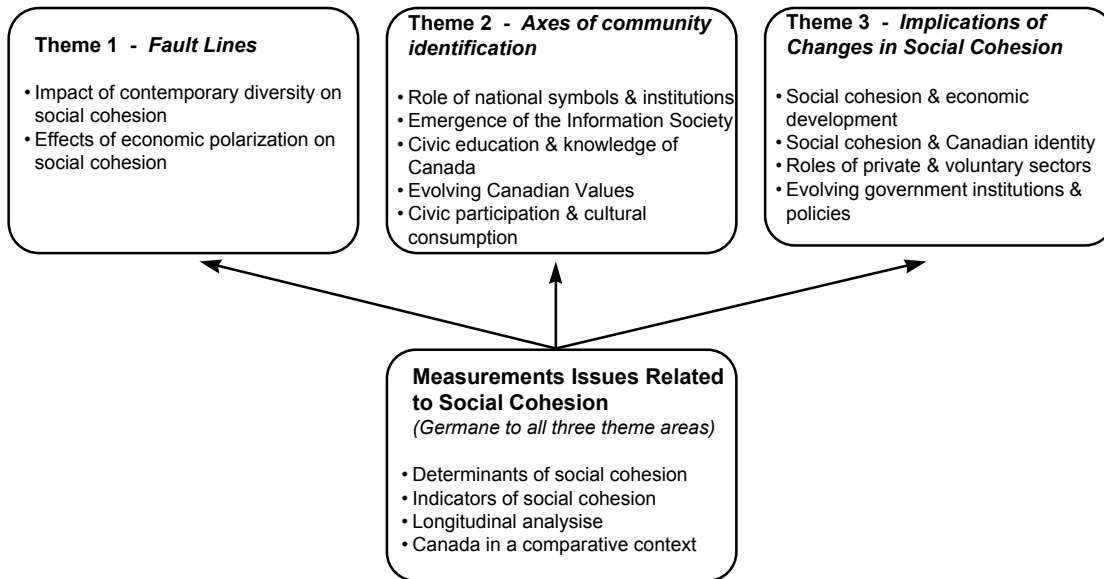 Theme 1 - Fault Lines
• Impact of contemporary diversity on
social cohesion
• Effects of economic polarization on
social cohesion
Theme 2 - Axes of community
identification
• Role of national symbols & institutions
• Emergence of the Information Society
• Civic education & knowledge of
Canada
• Evolving Canadian Values
• Civic participation & cultural
consumption
Theme 3 - Implications of
Changes in Social Cohesion
• Social cohesion & economic
development
• Social cohesion & Canadian identity
• Roles of private & voluntary sectors
• Evolving government institutions &
policies
Measurements Issues Related
to Social Cohesion
(Germane to all three theme areas)
• Determinants of social cohesion
• Indicators of social cohesion
• Longitudinal analysise
• Canada in a comparative context